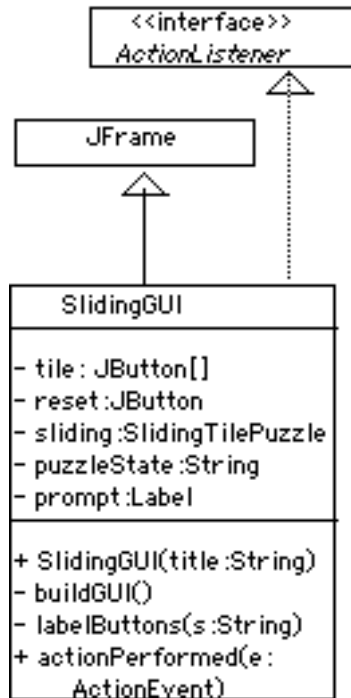 <<interface>>
ActionListener
JFrame
SlidingGUI
- tile: JButton[]
- reset:JButton
- sliding:SlidingTilePuzzle
- puzzleState:String
- prompt:Label
+ SlidingGUI(title:String)
- buildGUI()
- labelButtons(s:String)
+ actionPerformed(e:
ActionEvent)